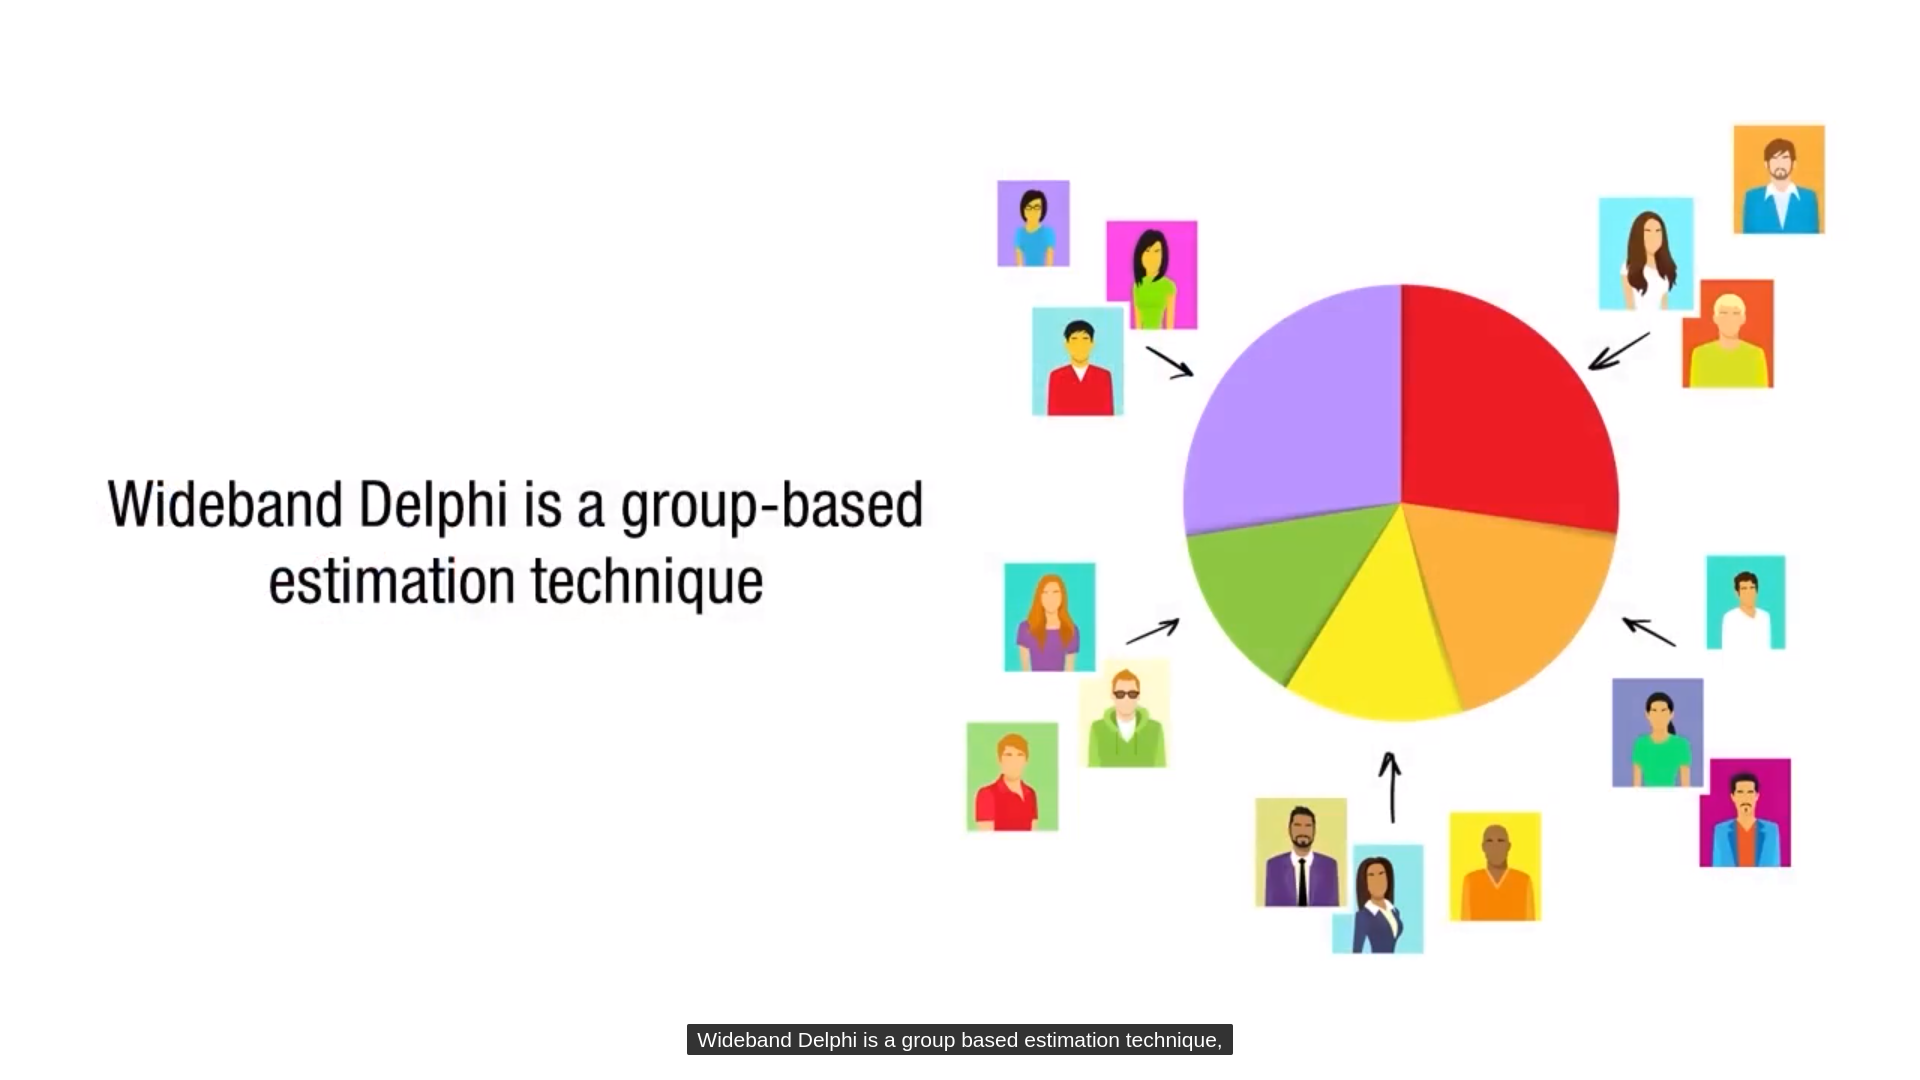 Wideband Delphi is a group-based
estimation technique
Wideband Delphi is a group based estimation technique,